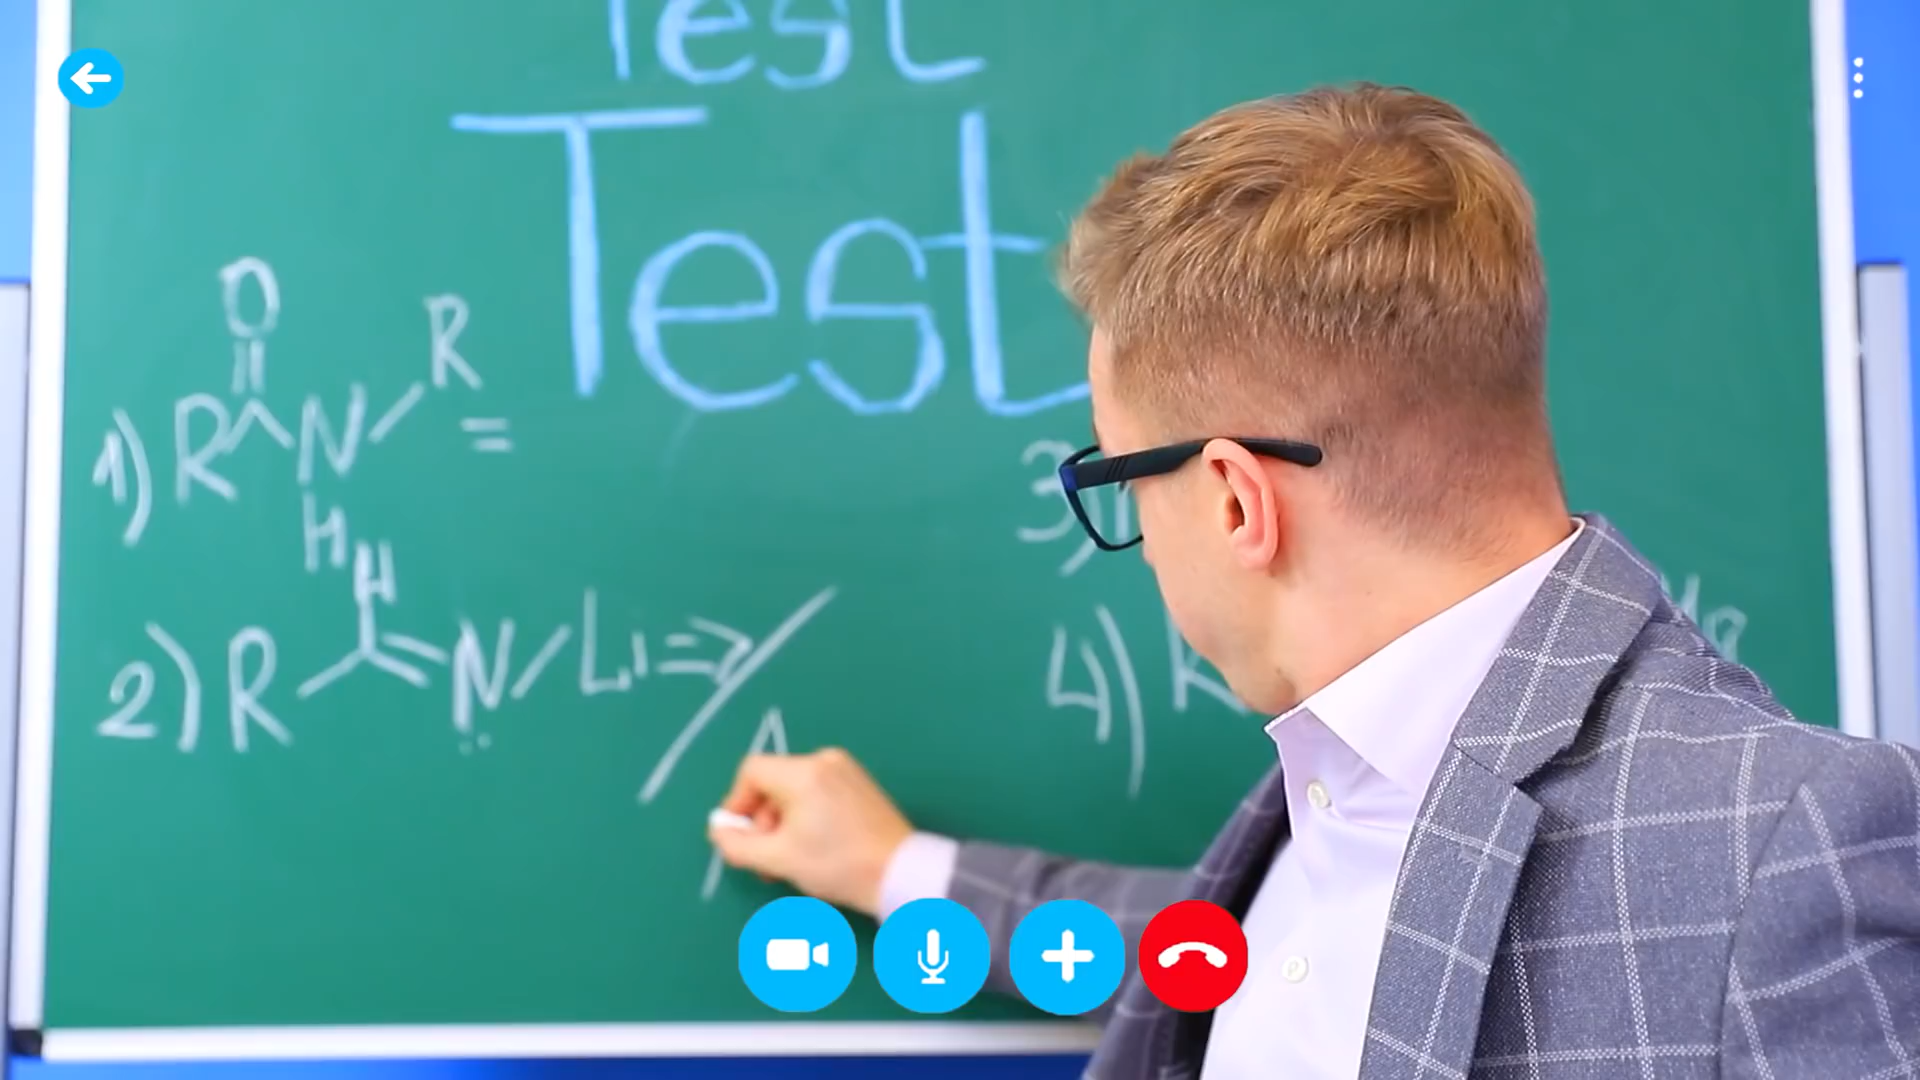 Test
Test
O
R
1) R N =
H
H
2) R N Li =>
3)
4) R